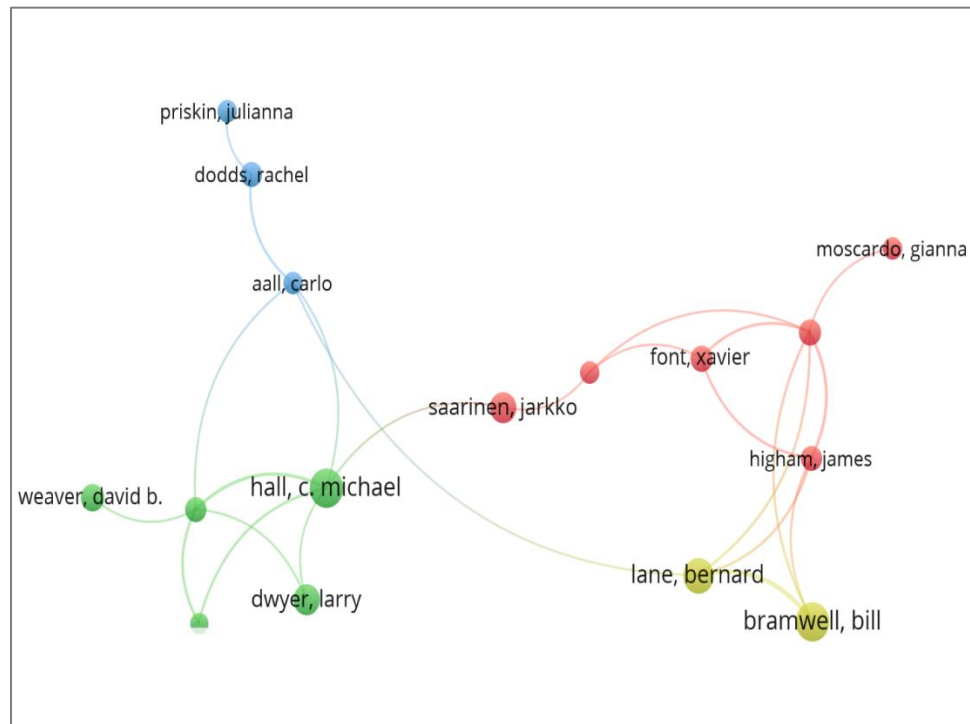 priskin, julianna
dodds, rachel
moscardo, gianna
aall, carlo
font, xavier
saarinen, jarkko
higham, james
hall, c. michael
weaver, david b.
lane, bernard
dwyer, larry
bramwell, bill